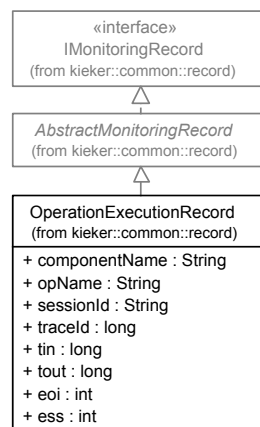 «interface»
IMonitoringRecord
(from kieker::common::record)
AbstractMonitoringRecord
(from kieker::common::record)
OperationExecutionRecord
(from kieker::common::record)
+ componentName : String
+ opName : String
+ sessionId : String
+ traceId : long
+ tin : long
+ tout : long
+ eoi : int
+ ess : int